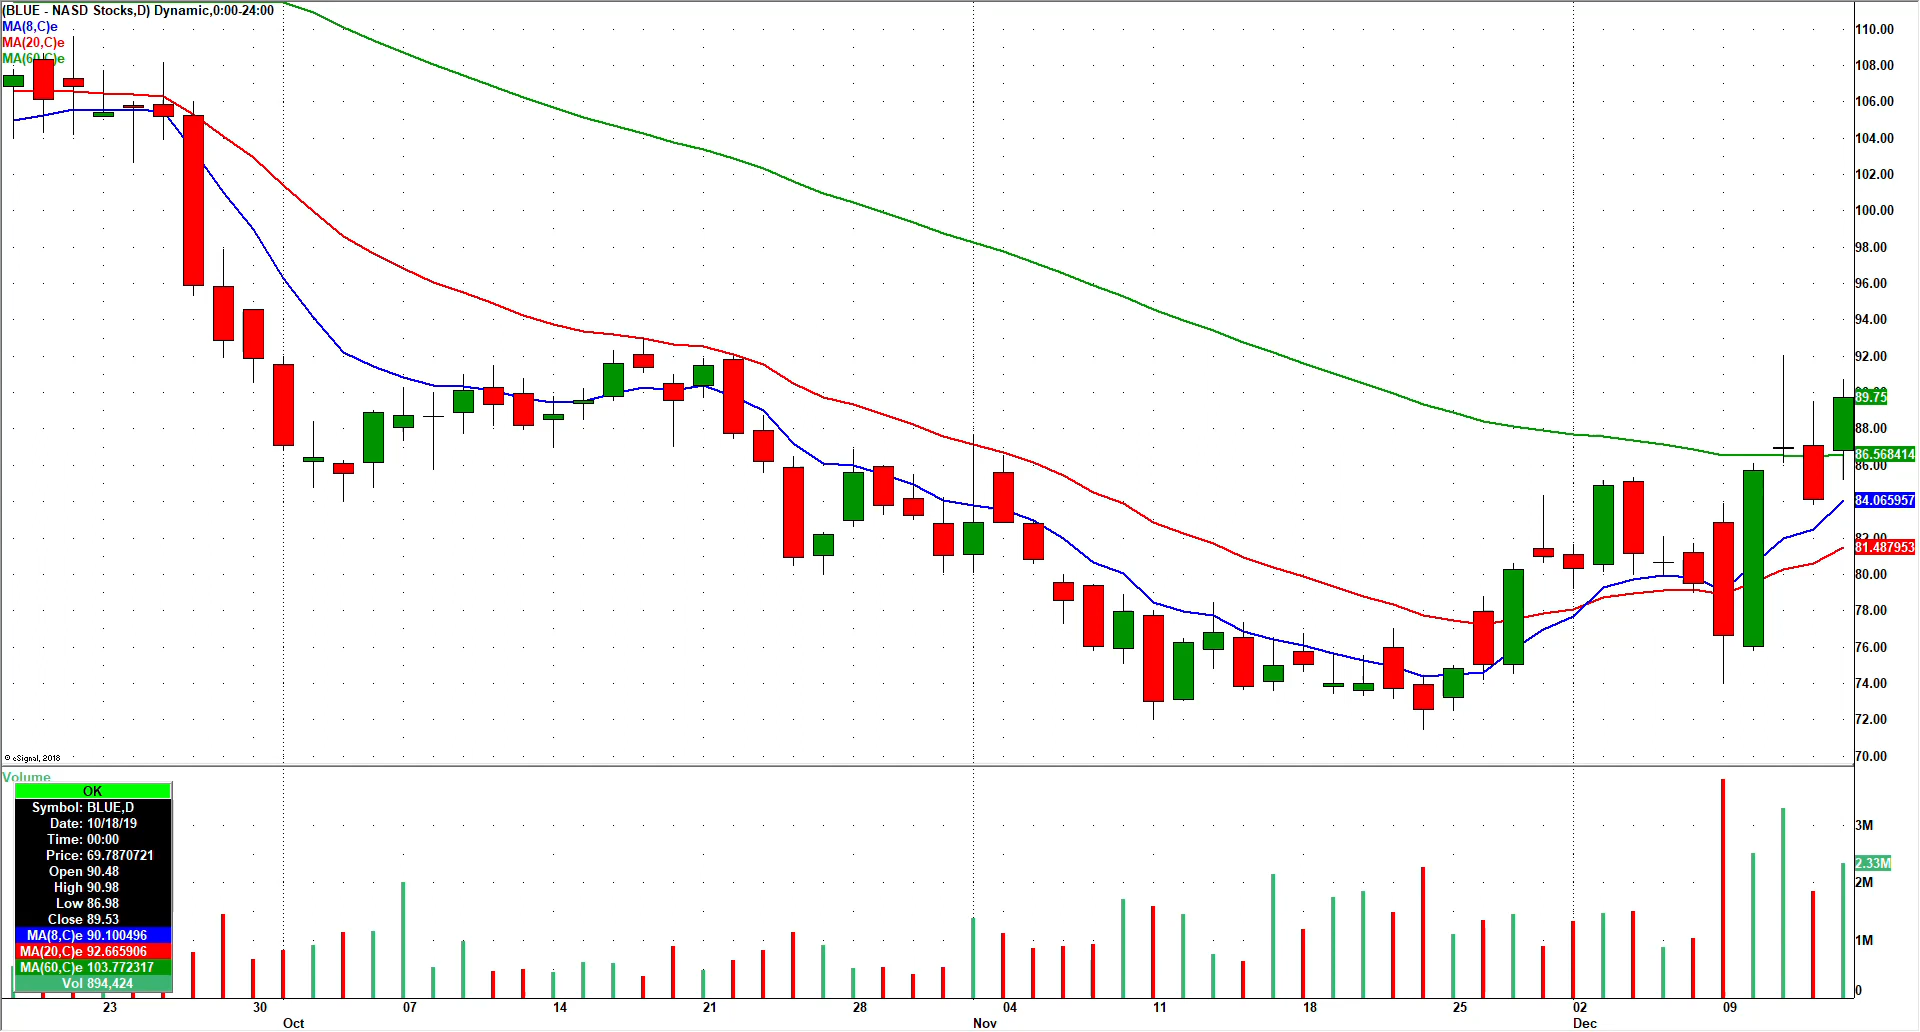 (BLUE - NASD Stocks,D) Dynamic,0:00-24:00
MA(8,C)e
MA(20,C)e
MA(60,C)e
110.00
108.00
106.00
104.00
102.00
100.00
98.00
96.00
94.00
92.00
89.75
88.00
86.568414
86.00
84.065957
82.00
81.487953
80.00
78.00
76.00
74.00
72.00
70.00
© eSignal, 2018
Volume
OK
Symbol: BLUE,D
Date: 10/18/19
Time: 00:00
Price: 69.7870721
Open 90.48
High 90.98
Low 86.98
Close 89.53
MA(8,C)e 90.100496
MA(20,C)e 92.665906
MA(60,C)e 103.772317
Vol 894,424
3M
2.33M
2M
1M
0
23 30 07 14 21 28 04 11 18 25 02 09
Oct Nov Dec